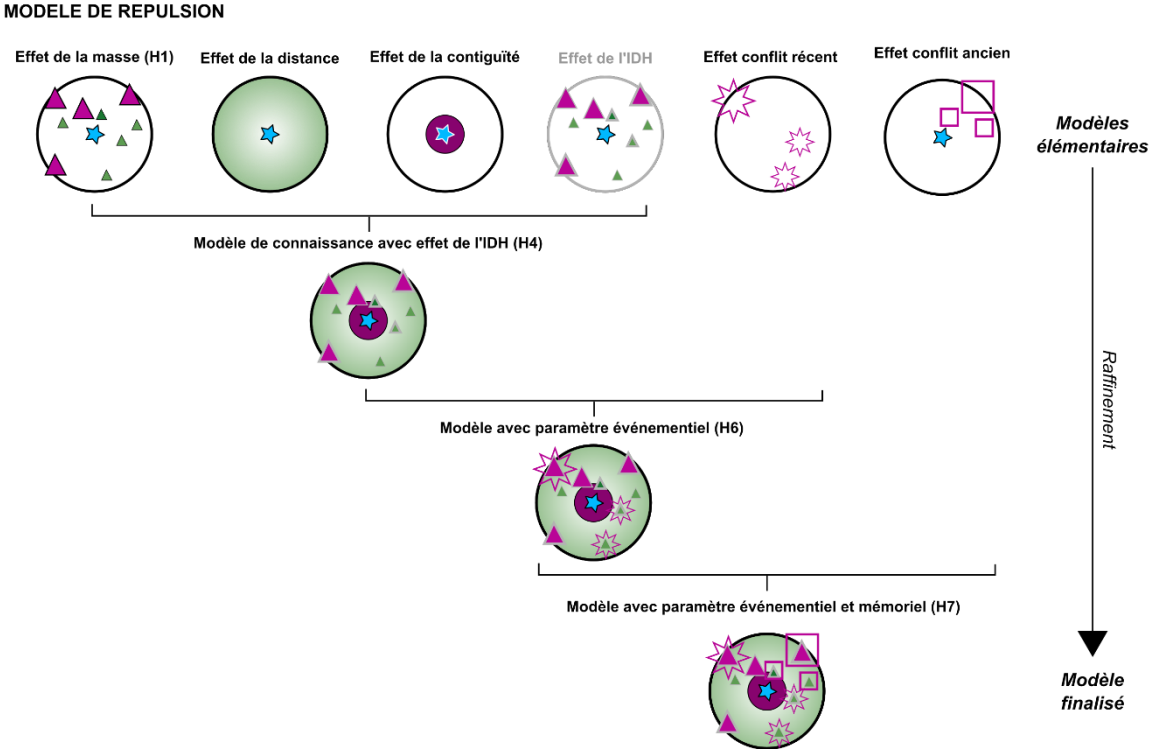 MODELE DE REPULSION
Effet de la masse (H1)
Effet de la distance
Effet de la contiguïté
Effet de l'IDH
Effet conflit récent
Effet conflit ancien
Modèles
élémentaires
Modèle de connaissance avec effet de l'IDH (H4)
Raffinement
Modèle avec paramètre événementiel (H6)
Modèle avec paramètre événementiel et mémoriel (H7)
Modèle
finalisé